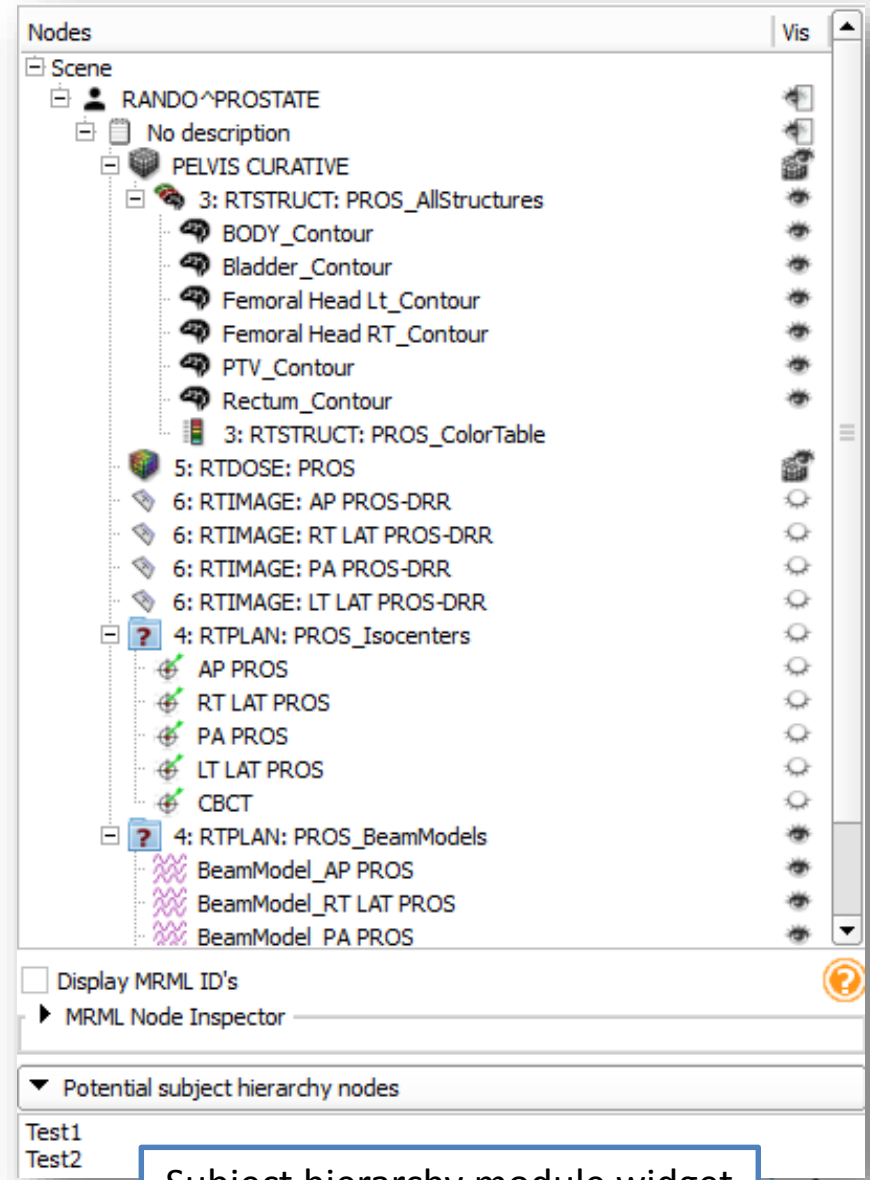 Nodes Vis
Scene
RANDO^PROSTATE
No description
PELVIS CURATIVE
3: RTSTRUCT: PROS_AllStructures
BODY_Contour
Bladder_Contour
Femoral Head Lt_Contour
Femoral Head RT_Contour
PTV_Contour
Rectum_Contour
3: RTSTRUCT: PROS_ColorTable
5: RTDOSE: PROS
6: RTIMAGE: AP PROS-DRR
6: RTIMAGE: RT LAT PROS-DRR
6: RTIMAGE: PA PROS-DRR
6: RTIMAGE: LT LAT PROS-DRR
? 4: RTPLAN: PROS_Isocenters
AP PROS
RT LAT PROS
PA PROS
LT LAT PROS
CBCT
? 4: RTPLAN: PROS_BeamModels
BeamModel_AP PROS
BeamModel_RT LAT PROS
BeamModel_PA PROS
Display MRML ID's ?
MRML Node Inspector
Potential subject hierarchy nodes
Test1
Test2
Subject hierarchy module widget